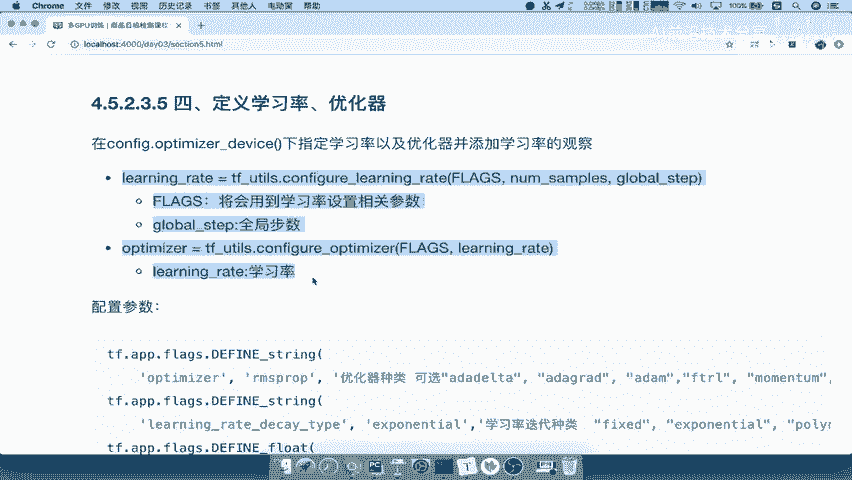 Chrome 文件 修改 显示 历史记录 书签 其他人 电动窗 帮助 100%
多GPU训练 | 商品目标检测课程
localhost:4000/day03/section5.html
4.5.2.3.5 四、定义学习率、优化器
在config.optimizer_device()下指定学习率以及优化器并添加学习率的观察
learning_rate = tf_utils.configure_learning_rate(FLAGS, num_samples, global_step)
FLAGS：将会用到学习率设置相关参数
global_step:全局步数
optimizer = tf_utils.configure_optimizer(FLAGS, learning_rate)
learning_rate:学习率
配置参数：
tf.app.flags.DEFINE_string(
'optimizer', 'rmsprop', '优化器种类 可选"adadelta", "adagrad", "adam","ftrl", "momentum",
tf.app.flags.DEFINE_string(
'learning_rate_decay_type', 'exponential','学习率迭代种类 "fixed", "exponential", "poly
tf.app.flags.DEFINE_float(